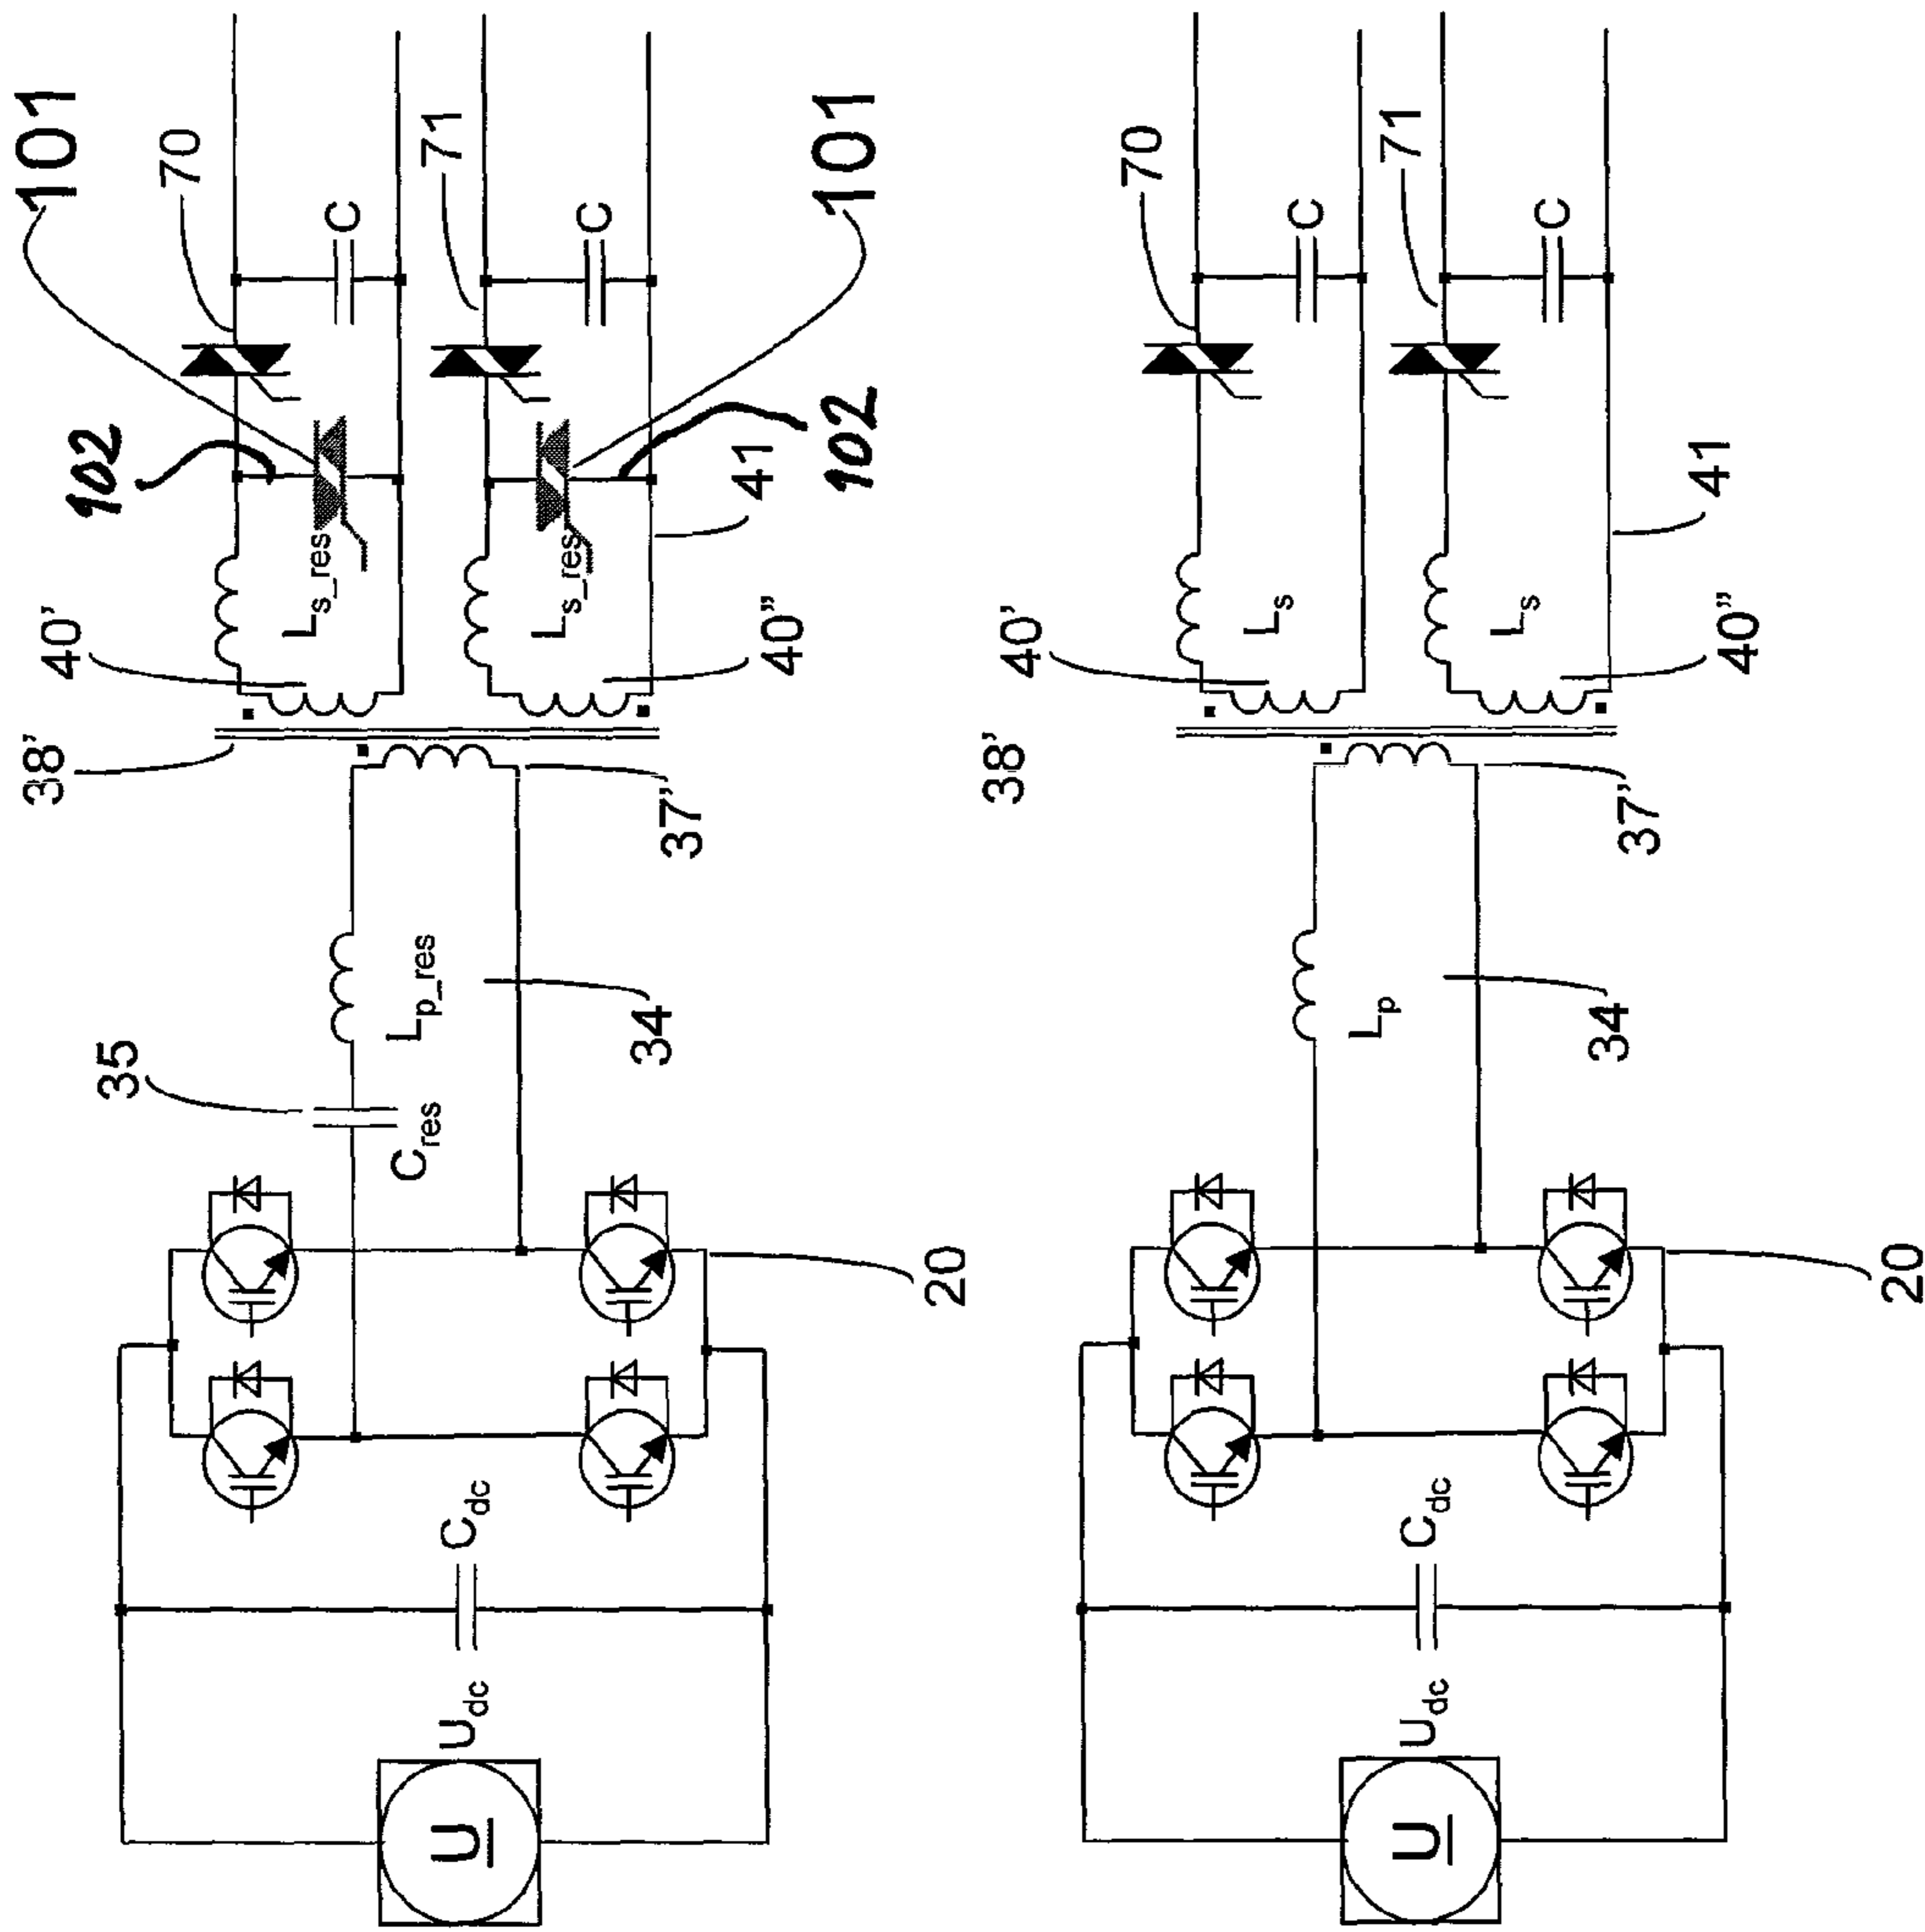 101
102
70
C
71
C
101
102
41
L_s_res
L_s_res
40'
40"
38'
37'
35
C_res
L_p_res
34
20
C_dc
U_dc
U
70
C
71
C
41
L_s
L_s
40'
40"
38'
37'
L_p
34
20
C_dc
U_dc
U